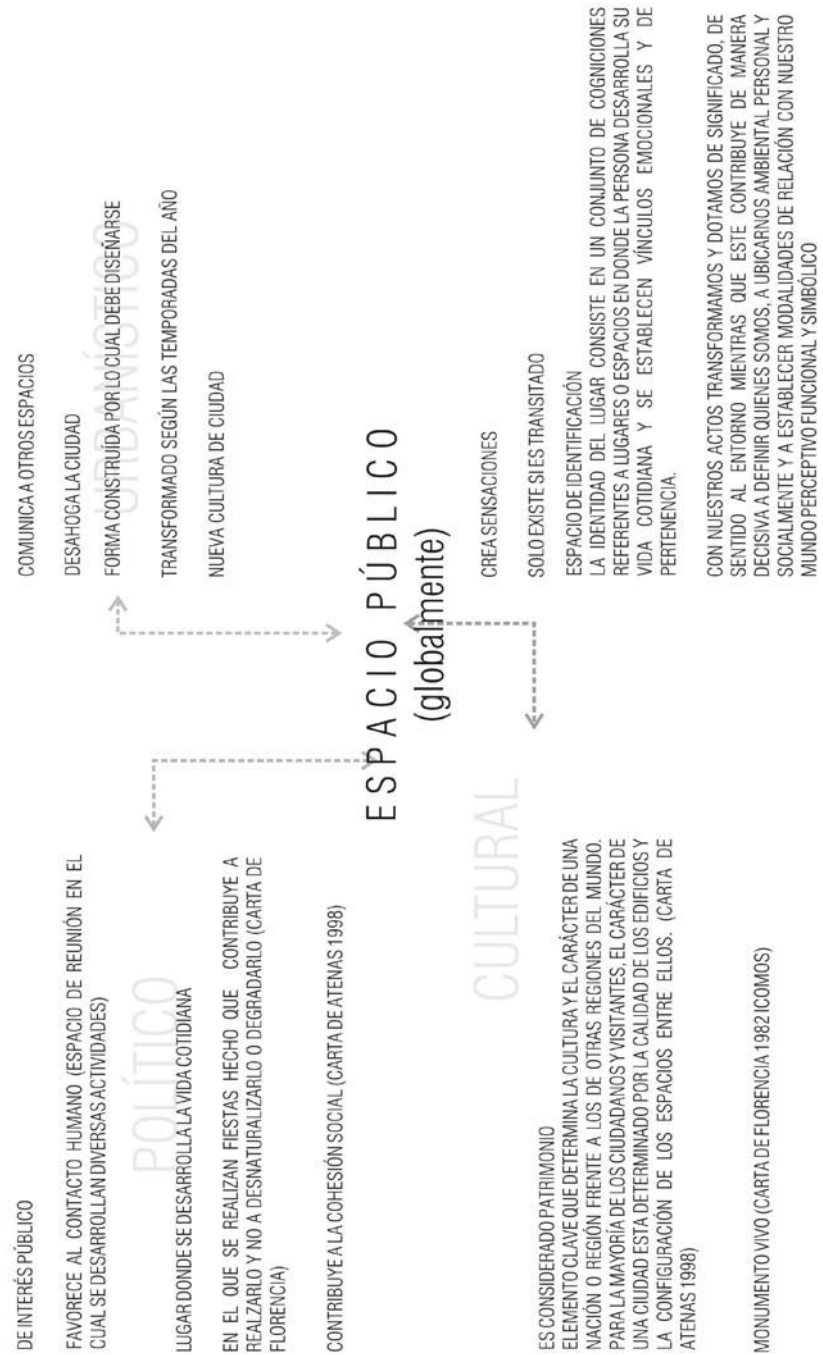 DE INTERÉS PÚBLICO
FAVORECE AL CONTACTO HUMANO (ESPACIO DE REUNIÓN EN EL
CUAL SE DESARROLLAN DIVERSAS ACTIVIDADES)
POLÍTICO
LUGAR DONDE SE DESARROLLA LA VIDA COTIDIANA
EN EL QUE SE REALIZAN FIESTAS HECHO QUE CONTRIBUYE A
REALZARLO Y NO A DESNATURALIZARLO O DEGRADARLO (CARTA DE
FLORENCIA)
CONTRIBUYE A LA COHESIÓN SOCIAL (CARTA DE ATENAS 1998)
COMUNICA A OTROS ESPACIOS
DESAHOGA LA CIUDAD
URBANÍSTICO
FORMA CONSTRUÍDA POR LO CUAL DEBE DISEÑARSE
TRANSFORMADO SEGÚN LAS TEMPORADAS DEL AÑO
NUEVA CULTURA DE CIUDAD
ESPACIO PÚBLICO
(globalmente)
CULTURAL
ES CONSIDERADO PATRIMONIO
ELEMENTO CLAVE QUE DETERMINA LA CULTURA Y EL CARÁCTER DE UNA
NACIÓN O REGIÓN FRENTE A LOS DE OTRAS REGIONES DEL MUNDO.
PARA LA MAYORÍA DE LOS CIUDADANOS Y VISITANTES, EL CARÁCTER DE
UNA CIUDAD ESTA DETERMINADO POR LA CALIDAD DE LOS EDIFICIOS Y
LA CONFIGURACIÓN DE LOS ESPACIOS ENTRE ELLOS. (CARTA DE
ATENAS 1998)
MONUMENTO VIVO (CARTA DE FLORENCIA 1982 ICOMOS)
CREA SENSACIONES
SOLO EXISTE SI ES TRANSITADO
ESPACIO DE IDENTIFICACIÓN
LA IDENTIDAD DEL LUGAR CONSISTE EN UN CONJUNTO DE COGNICIONES
REFERENTES A LUGARES O ESPACIOS EN DONDE LA PERSONA DESARROLLA SU
VIDA COTIDIANA Y SE ESTABLECEN VÍNCULOS EMOCIONALES Y DE
PERTENENCIA.
CON NUESTROS ACTOS TRANSFORMAMOS Y DOTAMOS DE SIGNIFICADO, DE
SENTIDO AL ENTORNO MIENTRAS QUE ESTE CONTRIBUYE DE MANERA
DECISIVA A DEFINIR QUIENES SOMOS, A UBICARNOS AMBIENTAL PERSONAL Y
SOCIALMENTE Y A ESTABLECER MODALIDADES DE RELACIÓN CON NUESTRO
MUNDO PERCEPTIVO FUNCIONAL Y SIMBÓLICO